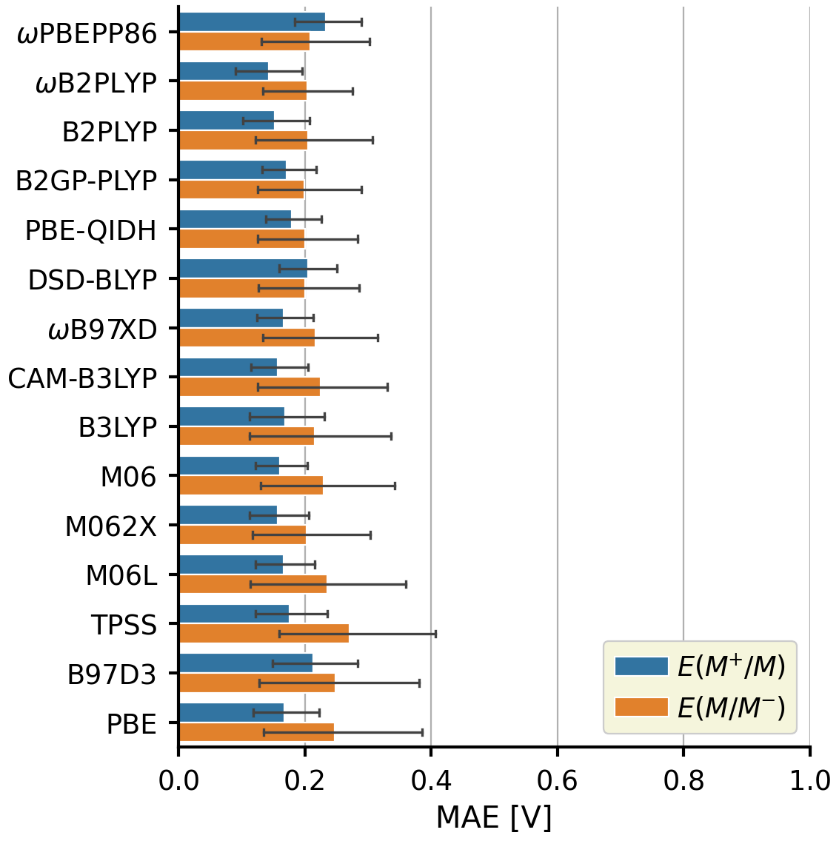 ωPBEPP86
ωB2PLYP
B2PLYP
B2GP-PLYP
PBE-QIDH
DSD-BLYP
ωB97XD
CAM-B3LYP
B3LYP
M06
M062X
M06L
TPSS
B97D3
PBE
E(M⁺/M)
E(M/M⁻)
0.0 0.2 0.4 0.6 0.8 1.0
MAE [V]